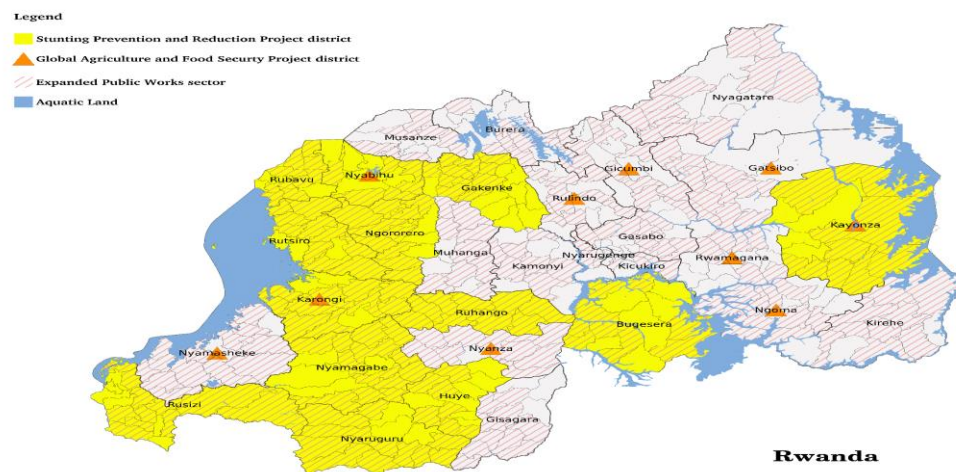 Legend
Stunting Prevention and Reduction Project district
Global Agriculture and Food Securty Project district
Expanded Public Works sector
Aquatic Land
Nyagatare
Burera
Musanze
Gicumbi
Gatsibo
Nyabihu
Rubavu
Gakenke
Rulindo
Kayonza
Ngororero
Gasabo
Rutsiro
Muhanga
Nyarugenge
Rwamagana
Kamonyi
Kicukiro
Karongi
Ruhango
Ngoma
Bugesera
Kirehe
Nyanza
Nyamasheke
Nyamagabe
Huye
Rusizi
Gisagara
Nyaruguru
Rwanda